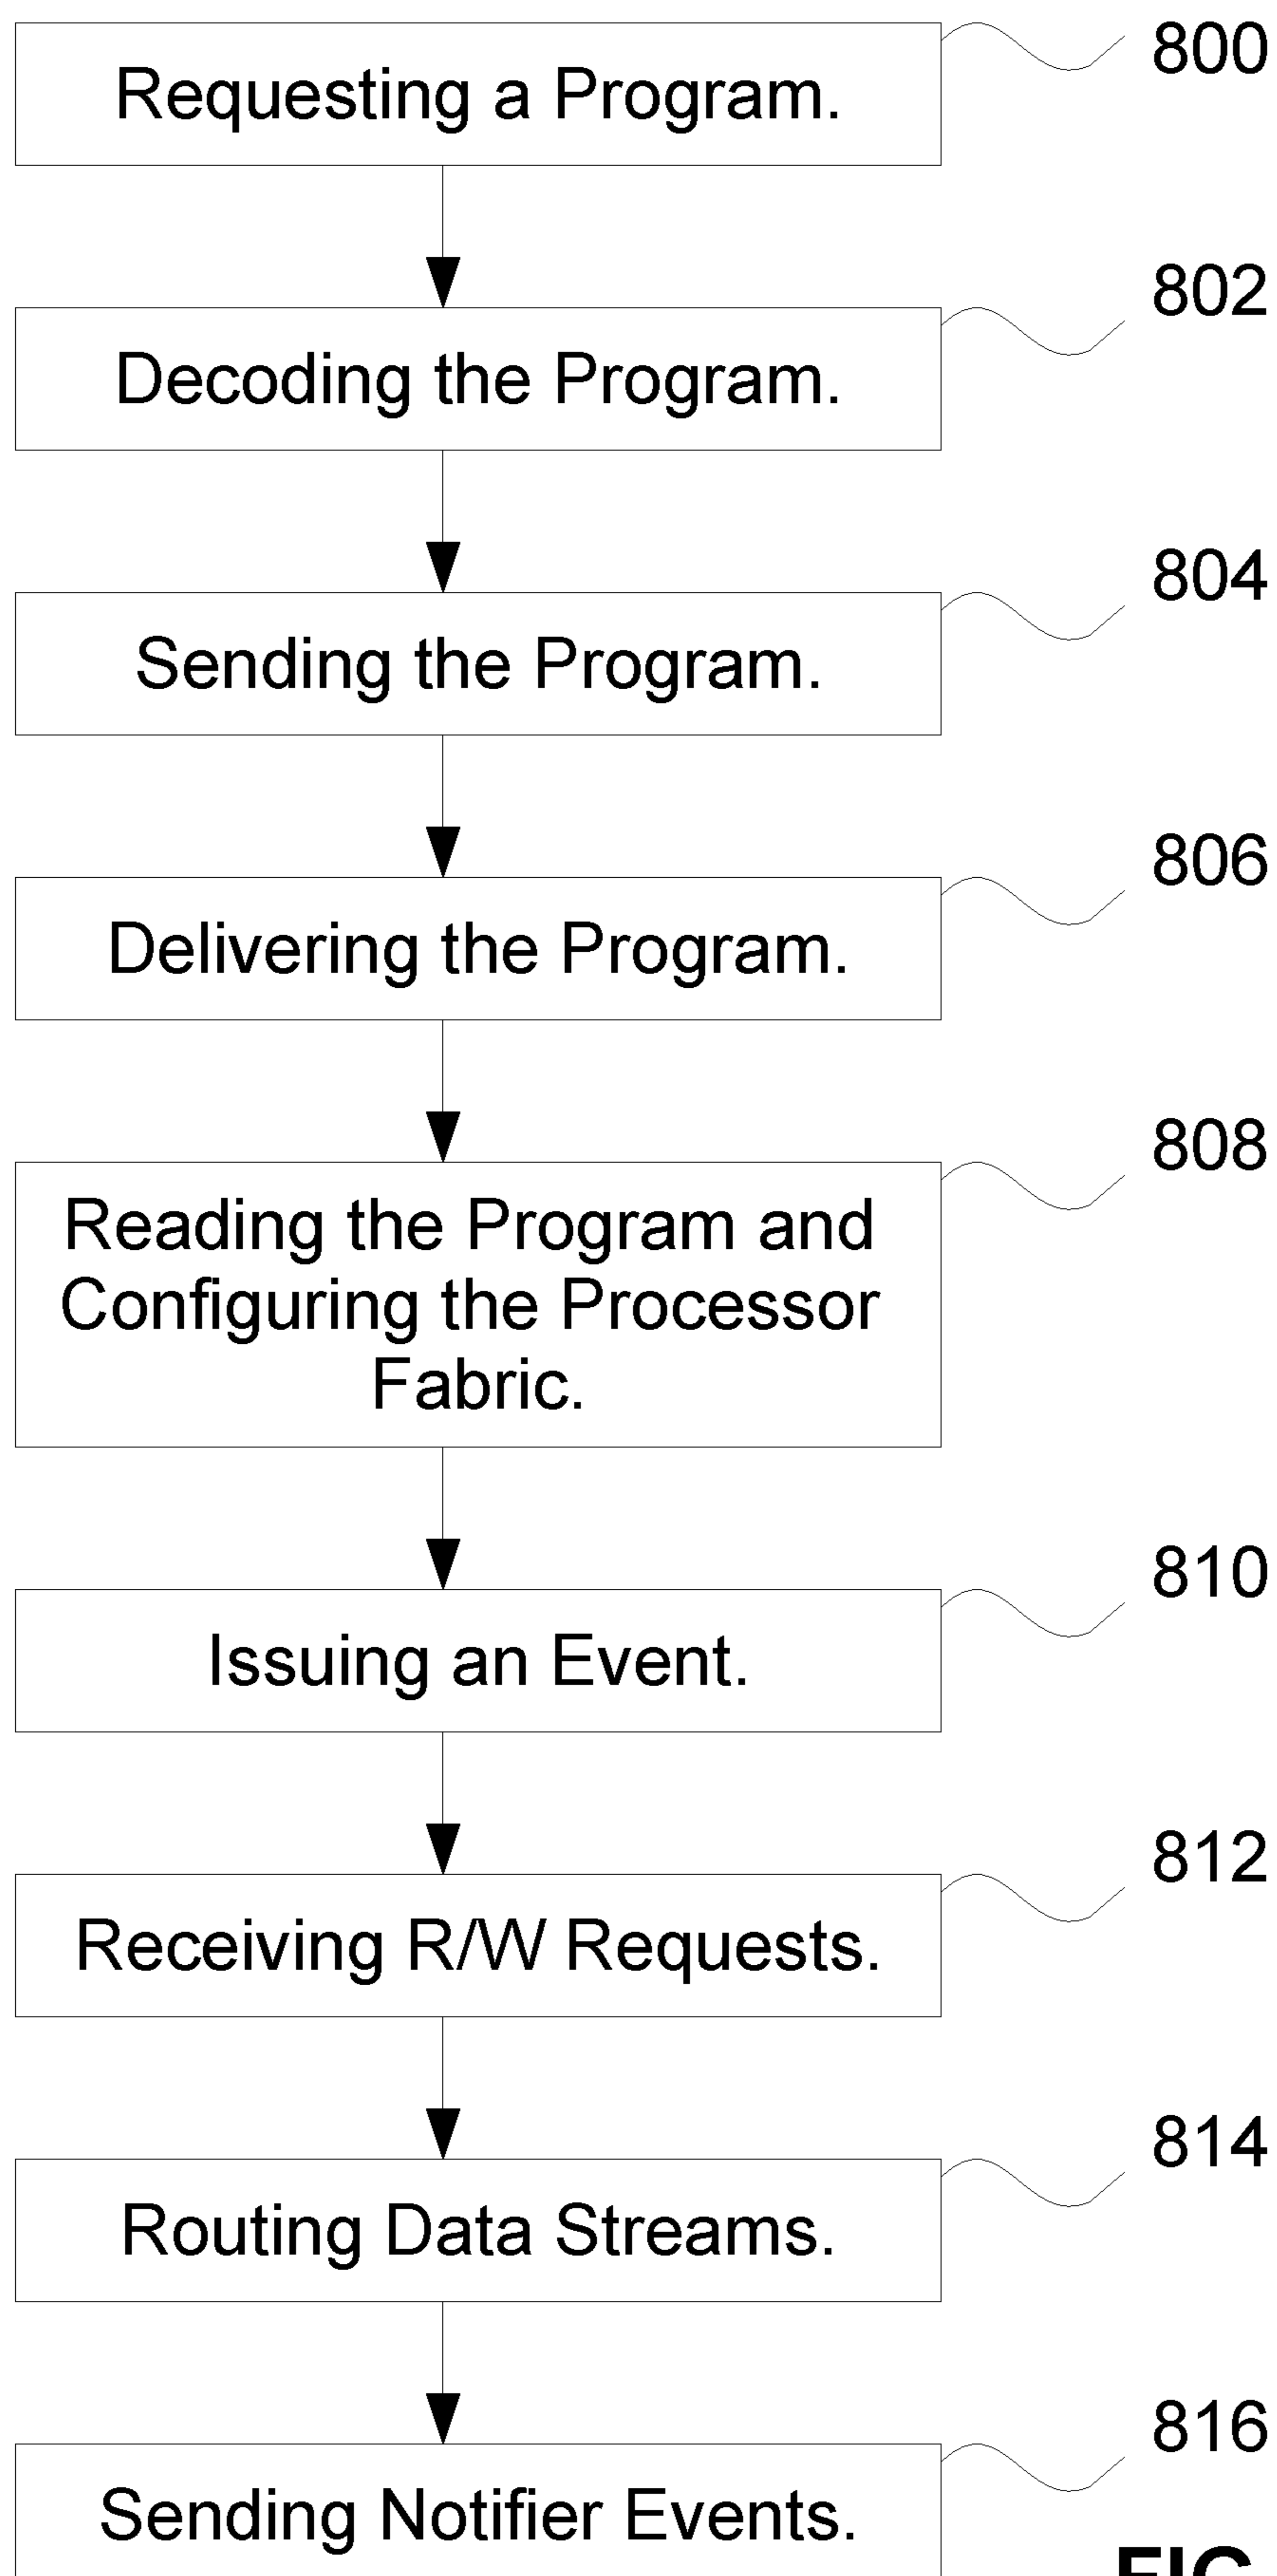 800
Requesting a Program.
802
Decoding the Program.
804
Sending the Program.
806
Delivering the Program.
808
Reading the Program and
Configuring the Processor
Fabric.
810
Issuing an Event.
812
Receiving R/W Requests.
814
Routing Data Streams.
816
Sending Notifier Events.
FIG